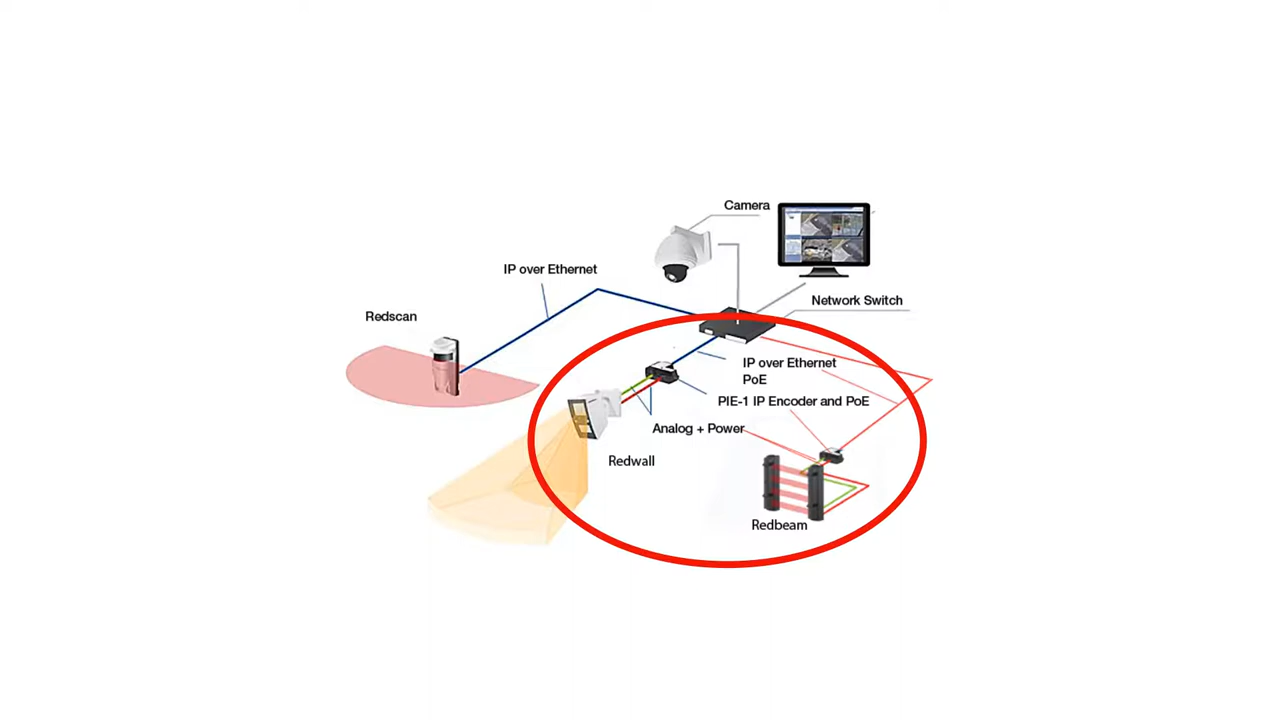 Camera
IP over Ethernet
Network Switch
Redscan
IP over Ethernet
PoE
PIE-1 IP Encoder and PoE
Analog + Power
Redwall
Redbeam